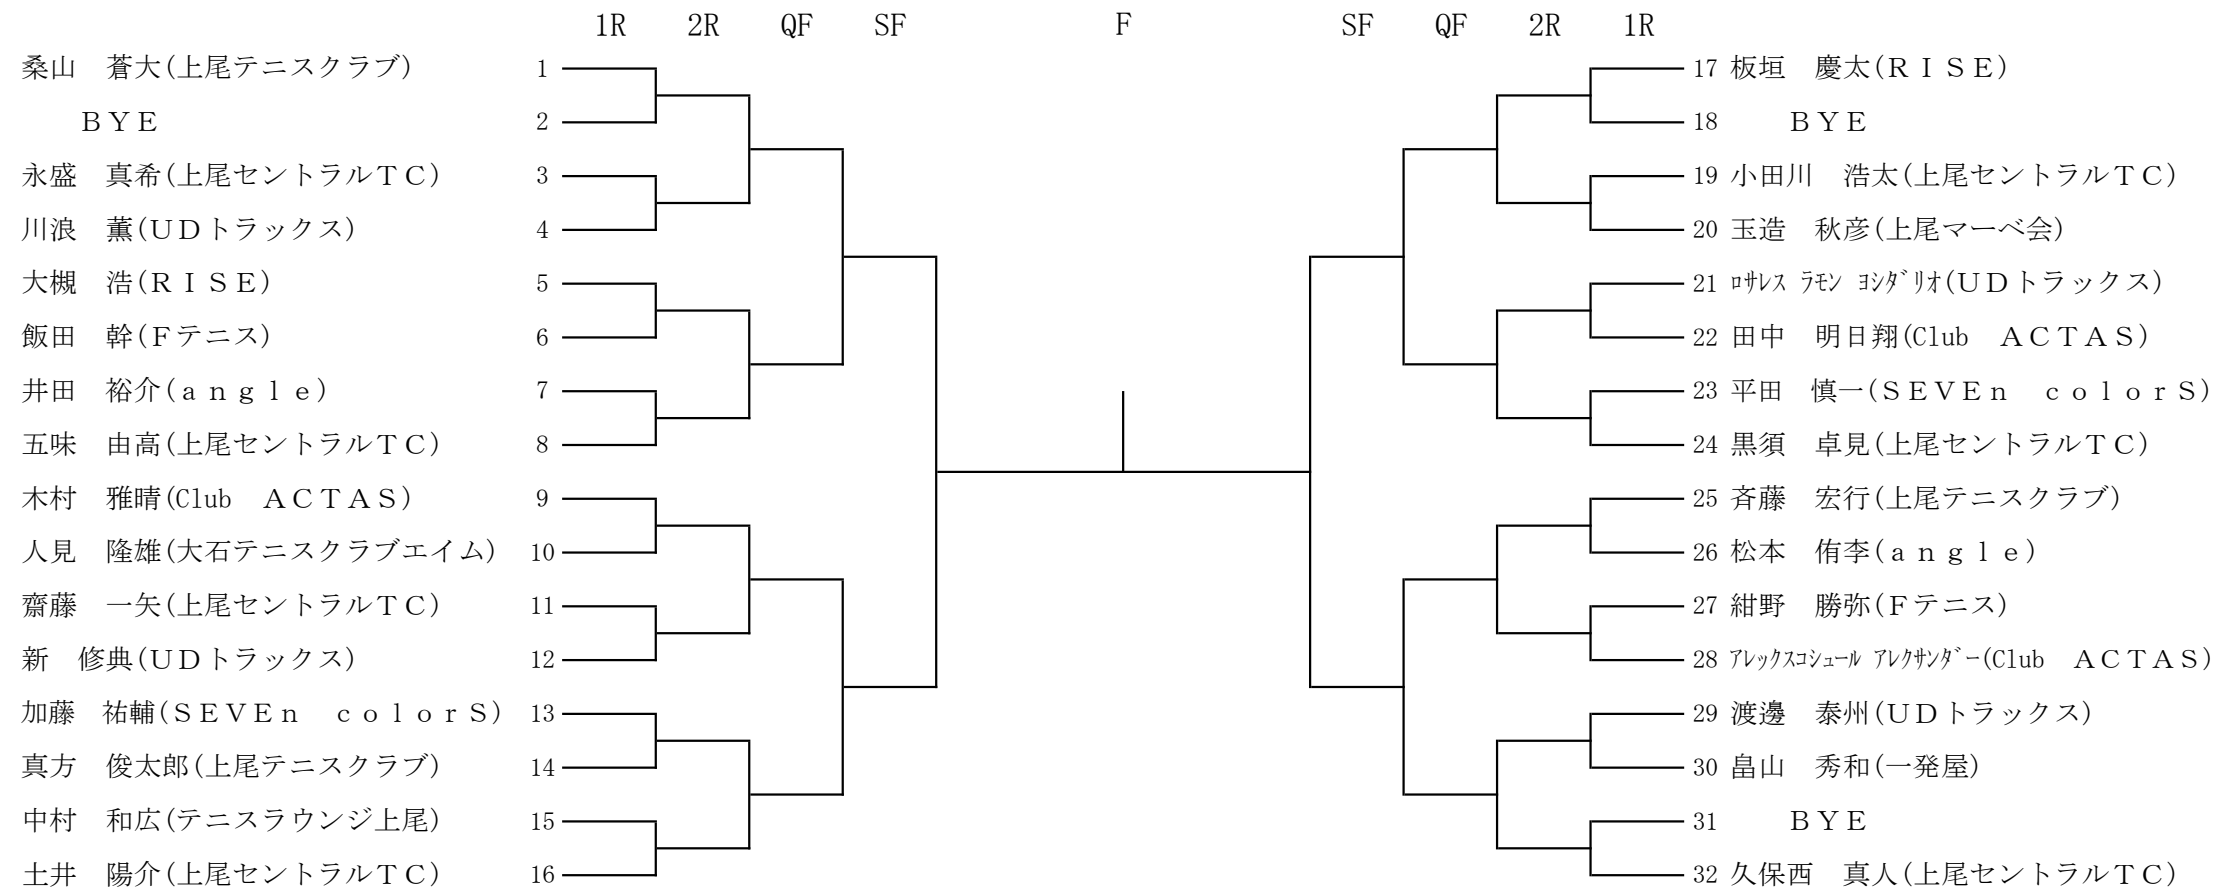 1R 2R QF SF F SF QF 2R 1R
桑山　蒼大(上尾テニスクラブ) 1
ＢＹＥ 2
永盛　真希(上尾セントラルＴＣ) 3
川浪　薫(ＵＤトラックス) 4
大槻　浩(ＲＩＳＥ) 5
飯田　幹(Ｆテニス) 6
井田　裕介(ａｎｇｌｅ) 7
五味　由高(上尾セントラルＴＣ) 8
木村　雅晴(Club　ＡＣＴＡＳ) 9
人見　隆雄(大石テニスクラブエイム) 10
齋藤　一矢(上尾セントラルＴＣ) 11
新　修典(ＵＤトラックス) 12
加藤　祐輔(ＳＥＶＥｎ　ｃｏｌｏｒＳ) 13
真方　俊太郎(上尾テニスクラブ) 14
中村　和広(テニスラウンジ上尾) 15
土井　陽介(上尾セントラルＴＣ) 16
17 板垣　慶太(ＲＩＳＥ)
18 ＢＹＥ
19 小田川　浩太(上尾セントラルＴＣ)
20 玉造　秋彦(上尾マーベ会)
21 ﾛｻﾚｽ ﾗﾓﾝ ﾖｼﾀﾞﾘｵ(ＵＤトラックス)
22 田中　明日翔(Club　ＡＣＴＡＳ)
23 平田　慎一(ＳＥＶＥｎ　ｃｏｌｏｒＳ)
24 黒須　卓見(上尾セントラルＴＣ)
25 斉藤　宏行(上尾テニスクラブ)
26 松本　侑李(ａｎｇｌｅ)
27 紺野　勝弥(Ｆテニス)
28 ｱﾚｯｸｽｺｼｭｰﾙ ｱﾚｸｻﾝﾀﾞｰ(Club　ＡＣＴＡＳ)
29 渡邊　泰州(ＵＤトラックス)
30 畠山　秀和(一発屋)
31 ＢＹＥ
32 久保西　真人(上尾セントラルＴＣ)